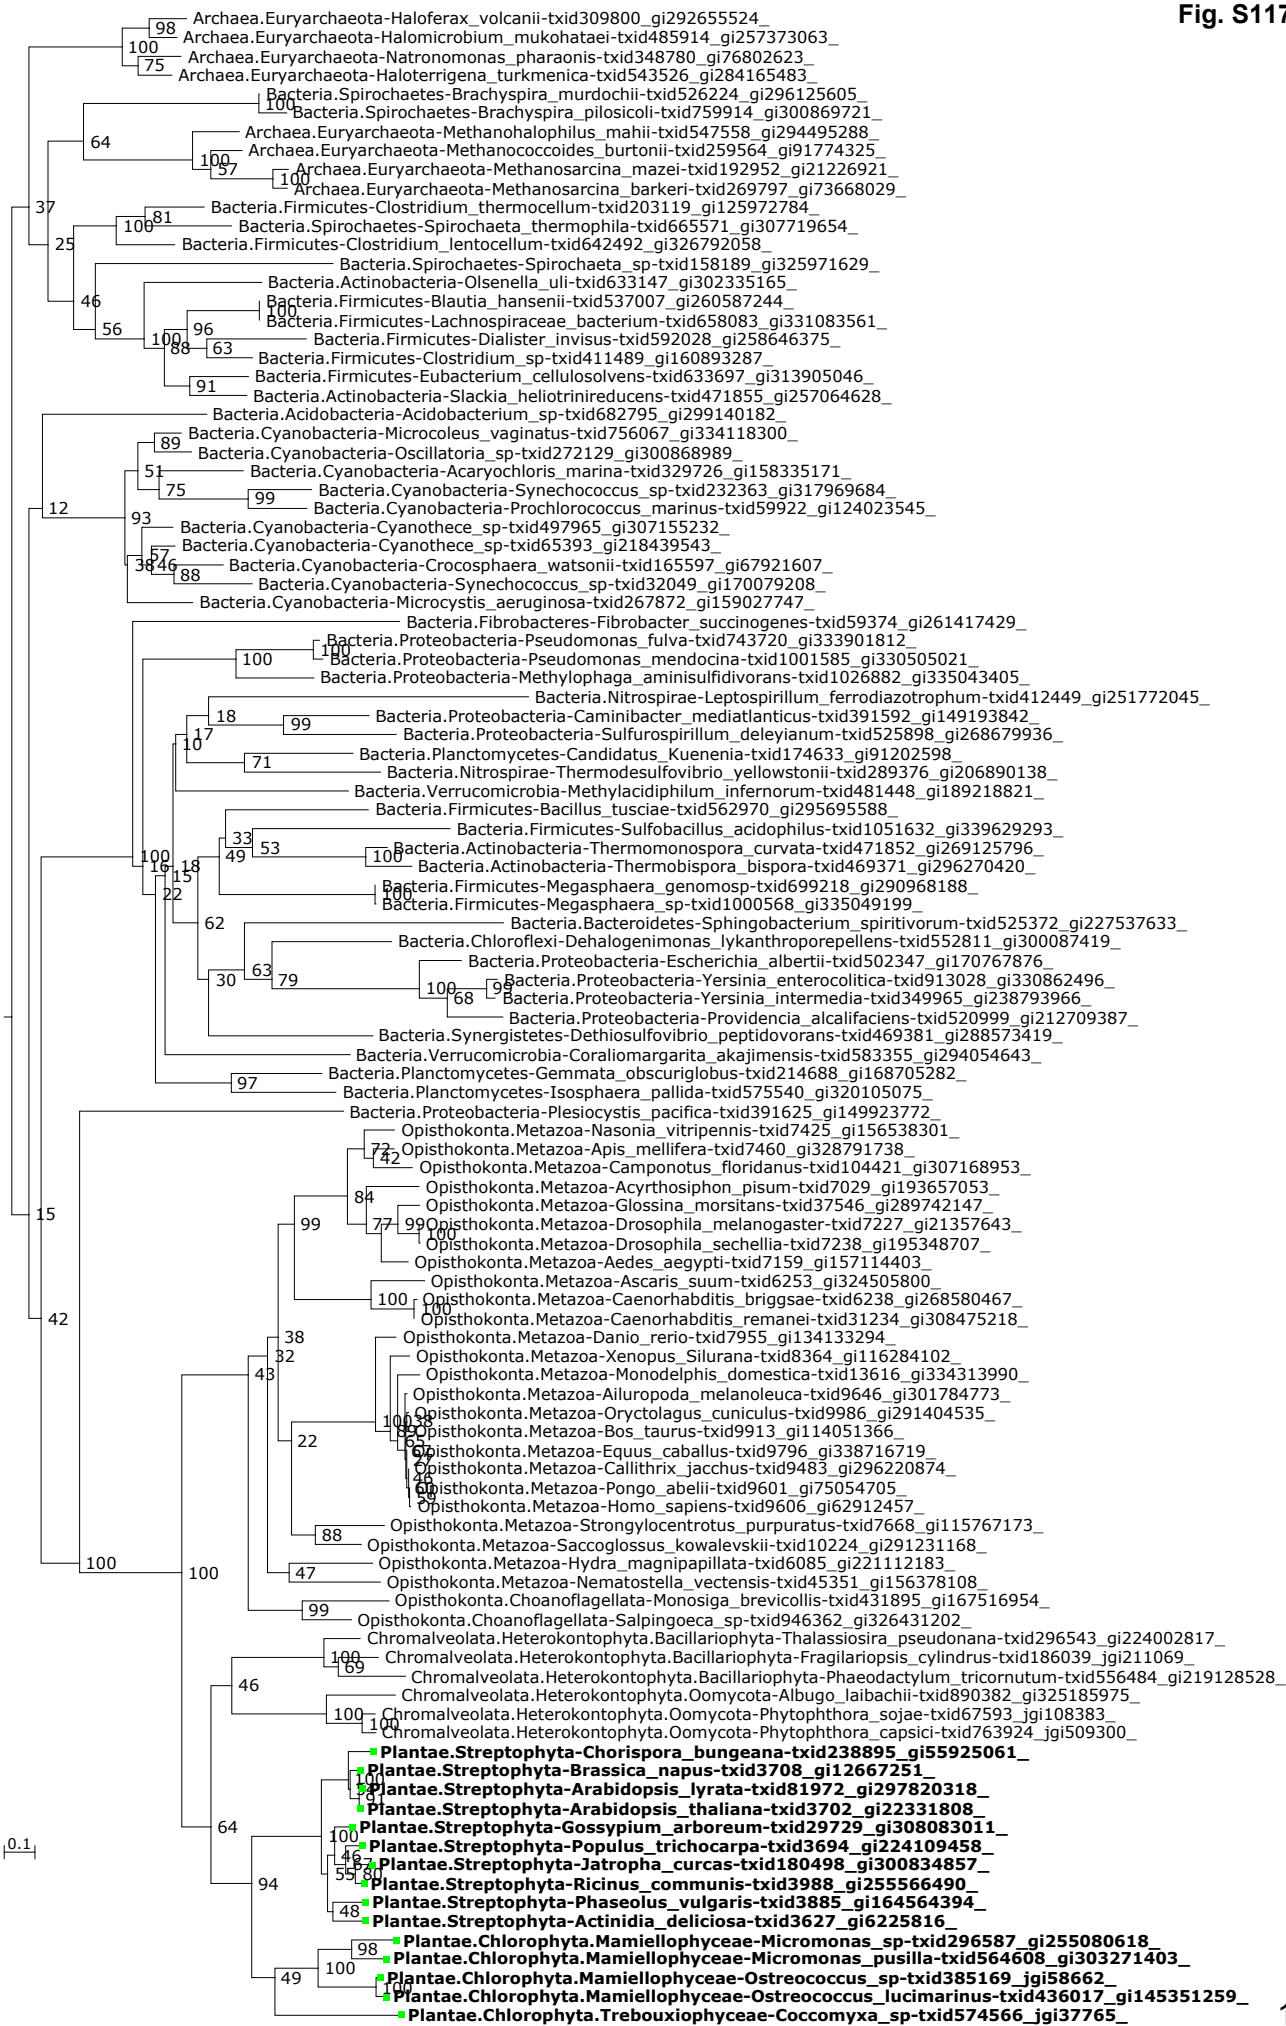 Fig. S117
98 Archaea.Euryarchaeota-Haloferax_volcanii-txid309800_gi292655524_
Archaea.Euryarchaeota-Halomicrobium_mukohataei-txid485914_gi257373063_
100
Archaea.Euryarchaeota-Natronomonas_pharaonis-txid348780_gi76802623_
75
Archaea.Euryarchaeota-Haloterrigena_turkmenica-txid543526_gi284165483_
Bacteria.Spirochaetes-Brachyspira_murdochii-txid526224_gi296125605_
100
Bacteria.Spirochaetes-Brachyspira_pilosicoli-txid759914_gi300869721_
64
Archaea.Euryarchaeota-Methanohalophilus_mahii-txid547558_gi294495288_
Archaea.Euryarchaeota-Methanococcoides_burtonii-txid259564_gi91774325_
100
57
Archaea.Euryarchaeota-Methanosarcina_mazei-txid192952_gi21226921_
100
Archaea.Euryarchaeota-Methanosarcina_barkeri-txid269797_gi73668029_
37
Bacteria.Firmicutes-Clostridium_thermocellum-txid203119_gi125972784_
81
100
Bacteria.Spirochaetes-Spirochaeta_thermophila-txid665571_gi307719654_
25
Bacteria.Firmicutes-Clostridium_lentocellum-txid642492_gi326792058_
Bacteria.Spirochaetes-Spirochaeta_sp-txid158189_gi325971629_
Bacteria.Actinobacteria-Olsenella_uli-txid633147_gi302335165_
46
Bacteria.Firmicutes-Blautia_hansenii-txid537007_gi260587244_
100
Bacteria.Firmicutes-Lachnospiraceae_bacterium-txid658083_gi331083561_
56
96
100
Bacteria.Firmicutes-Dialister_invisus-txid592028_gi258646375_
88
63
Bacteria.Firmicutes-Clostridium_sp-txid411489_gi160893287_
Bacteria.Firmicutes-Eubacterium_cellulosolvens-txid633697_gi313905046_
91
Bacteria.Actinobacteria-Slackia_heliotrinireducens-txid471855_gi257064628_
Bacteria.Acidobacteria-Acidobacterium_sp-txid682795_gi299140182_
Bacteria.Cyanobacteria-Microcoleus_vaginatus-txid756067_gi334118300_
89
Bacteria.Cyanobacteria-Oscillatoria_sp-txid272129_gi300868989_
51
Bacteria.Cyanobacteria-Acaryochloris_marina-txid329726_gi158335171_
75
Bacteria.Cyanobacteria-Synechococcus_sp-txid232363_gi317969684_
99
Bacteria.Cyanobacteria-Prochlorococcus_marinus-txid59922_gi124023545_
12
93
Bacteria.Cyanobacteria-Cyanothece_sp-txid497965_gi307155232_
Bacteria.Cyanobacteria-Cyanothece_sp-txid65393_gi218439543_
57
38
46
Bacteria.Cyanobacteria-Crocosphaera_watsonii-txid165597_gi67921607_
88
Bacteria.Cyanobacteria-Synechococcus_sp-txid32049_gi170079208_
Bacteria.Cyanobacteria-Microcystis_aeruginosa-txid267872_gi159027747_
Bacteria.Fibrobacteres-Fibrobacter_succinogenes-txid59374_gi261417429_
Bacteria.Proteobacteria-Pseudomonas_fulva-txid743720_gi333901812_
100
100
Bacteria.Proteobacteria-Pseudomonas_mendocina-txid1001585_gi330505021_
Bacteria.Proteobacteria-Methylophaga_aminisulfidivorans-txid1026882_gi335043405_
Bacteria.Nitrospirae-Leptospirillum_ferrodiazotrophum-txid412449_gi251772045_
18
Bacteria.Proteobacteria-Caminibacter_mediatlanticus-txid391592_gi149193842_
99
17
Bacteria.Proteobacteria-Sulfurospirillum_deleyianum-txid525898_gi268679936_
10
Bacteria.Planctomycetes-Candidatus_Kuenenia-txid174633_gi91202598_
71
Bacteria.Nitrospirae-Thermodesulfovibrio_yellowstonii-txid289376_gi206890138_
Bacteria.Verrucomicrobia-Methylacidiphilum_infernorum-txid481448_gi189218821_
Bacteria.Firmicutes-Bacillus_tusciae-txid562970_gi295695588_
Bacteria.Firmicutes-Sulfobacillus_acidophilus-txid1051632_gi339629293_
33
53
Bacteria.Actinobacteria-Thermomonospora_curvata-txid471852_gi269125796_
100
49
100
16
18
Bacteria.Actinobacteria-Thermobispora_bispora-txid469371_gi296270420_
15
22
Bacteria.Firmicutes-Megasphaera_genomosp-txid699218_gi290968188_
100
Bacteria.Firmicutes-Megasphaera_sp-txid1000568_gi335049199_
62
Bacteria.Bacteroidetes-Sphingobacterium_spiritivorum-txid525372_gi227537633_
Bacteria.Chloroflexi-Dehalogenimonas_lykanthroporepellens-txid552811_gi300087419_
Bacteria.Proteobacteria-Escherichia_albertii-txid502347_gi170767876_
63
30
79
Bacteria.Proteobacteria-Yersinia_enterocolitica-txid913028_gi330862496_
100
99
68
Bacteria.Proteobacteria-Yersinia_intermedia-txid349965_gi238793966_
Bacteria.Proteobacteria-Providencia_alcalifaciens-txid520999_gi212709387_
Bacteria.Synergistetes-Dethiosulfovibrio_peptidovorans-txid469381_gi288573419_
Bacteria.Verrucomicrobia-Coraliomargarita_akajimensis-txid583355_gi294054643_
Bacteria.Planctomycetes-Gemmata_obscuriglobus-txid214688_gi168705282_
97
Bacteria.Planctomycetes-Isosphaera_pallida-txid575540_gi320105075_
Bacteria.Proteobacteria-Plesiocystis_pacifica-txid391625_gi149923772_
Opisthokonta.Metazoa-Nasonia_vitripennis-txid7425_gi156538301_
72
Opisthokonta.Metazoa-Apis_mellifera-txid7460_gi328791738_
42
Opisthokonta.Metazoa-Camponotus_floridanus-txid104421_gi307168953_
84
Opisthokonta.Metazoa-Acyrthosiphon_pisum-txid7029_gi193657053_
Opisthokonta.Metazoa-Glossina_morsitans-txid37546_gi289742147_
15
99
77
99
Opisthokonta.Metazoa-Drosophila_melanogaster-txid7227_gi21357643_
100
Opisthokonta.Metazoa-Drosophila_sechellia-txid7238_gi195348707_
Opisthokonta.Metazoa-Aedes_aegypti-txid7159_gi157114403_
Opisthokonta.Metazoa-Ascaris_suum-txid6253_gi324505800_
100
Opisthokonta.Metazoa-Caenorhabditis_briggsae-txid6238_gi268580467_
100
42
Opisthokonta.Metazoa-Caenorhabditis_remanei-txid31234_gi308475218_
38
Opisthokonta.Metazoa-Danio_rerio-txid7955_gi134133294_
32
Opisthokonta.Metazoa-Xenopus_Silurana-txid8364_gi116284102_
43
Opisthokonta.Metazoa-Monodelphis_domestica-txid13616_gi334313990_
Opisthokonta.Metazoa-Ailuropoda_melanoleuca-txid9646_gi301784773_
Opisthokonta.Metazoa-Oryctolagus_cuniculus-txid9986_gi291404535_
100
38
89
Opisthokonta.Metazoa-Bos_taurus-txid9913_gi114051366_
22
65
Opisthokonta.Metazoa-Equus_caballus-txid9796_gi338716719_
Opisthokonta.Metazoa-Callithrix_jacchus-txid9483_gi296220874_
46
Opisthokonta.Metazoa-Pongo_abelii-txid9601_gi75054705_
Opisthokonta.Metazoa-Homo_sapiens-txid9606_gi62912457_
Opisthokonta.Metazoa-Strongylocentrotus_purpuratus-txid7668_gi115767173_
88
Opisthokonta.Metazoa-Saccoglossus_kowalevskii-txid10224_gi291231168_
100
100
Opisthokonta.Metazoa-Hydra_magnipapillata-txid6085_gi221112183_
47
Opisthokonta.Metazoa-Nematostella_vectensis-txid45351_gi156378108_
Opisthokonta.Choanoflagellata-Monosiga_brevicollis-txid431895_gi167516954_
99
Opisthokonta.Choanoflagellata-Salpingoeca_sp-txid946362_gi326431202_
Chromalveolata.Heterokontophyta.Bacillariophyta-Thalassiosira_pseudonana-txid296543_gi224002817_
100
Chromalveolata.Heterokontophyta.Bacillariophyta-Fragilariopsis_cylindrus-txid186039_jgi211069_
69
Chromalveolata.Heterokontophyta.Bacillariophyta-Phaeodactylum_tricornutum-txid556484_gi219128528_
46
Chromalveolata.Heterokontophyta.Oomycota-Albugo_laibachii-txid890382_gi325185975_
100
Chromalveolata.Heterokontophyta.Oomycota-Phytophthora_sojae-txid67593_jgi108383_
100
Chromalveolata.Heterokontophyta.Oomycota-Phytophthora_capsici-txid763924_jgi509300_
Plantae.Streptophyta-Chorispora_bungeana-txid238895_gi55925061_
Plantae.Streptophyta-Brassica_napus-txid3708_gi12667251_
100
Plantae.Streptophyta-Arabidopsis_lyrata-txid81972_gi297820318_
91
Plantae.Streptophyta-Arabidopsis_thaliana-txid3702_gi22331808_
64
Plantae.Streptophyta-Gossypium_arboreum-txid29729_gi308083011_
100
0.1
Plantae.Streptophyta-Populus_trichocarpa-txid3694_gi224109458_
46
67
Plantae.Streptophyta-Jatropha_curcas-txid180498_gi300834857_
55
80
94
Plantae.Streptophyta-Ricinus_communis-txid3988_gi255566490_
Plantae.Streptophyta-Phaseolus_vulgaris-txid3885_gi164564394_
48
Plantae.Streptophyta-Actinidia_deliciosa-txid3627_gi6225816_
Plantae.Chlorophyta.Mamiellophyceae-Micromonas_sp-txid296587_gi255080618_
98
Plantae.Chlorophyta.Mamiellophyceae-Micromonas_pusilla-txid564608_gi303271403_
100
49
Plantae.Chlorophyta.Mamiellophyceae-Ostreococcus_sp-txid385169_jgi58662_
100
Plantae.Chlorophyta.Mamiellophyceae-Ostreococcus_lucimarinus-txid436017_gi145351259_
Plantae.Chlorophyta.Trebouxiophyceae-Coccomyxa_sp-txid574566_jgi37765_